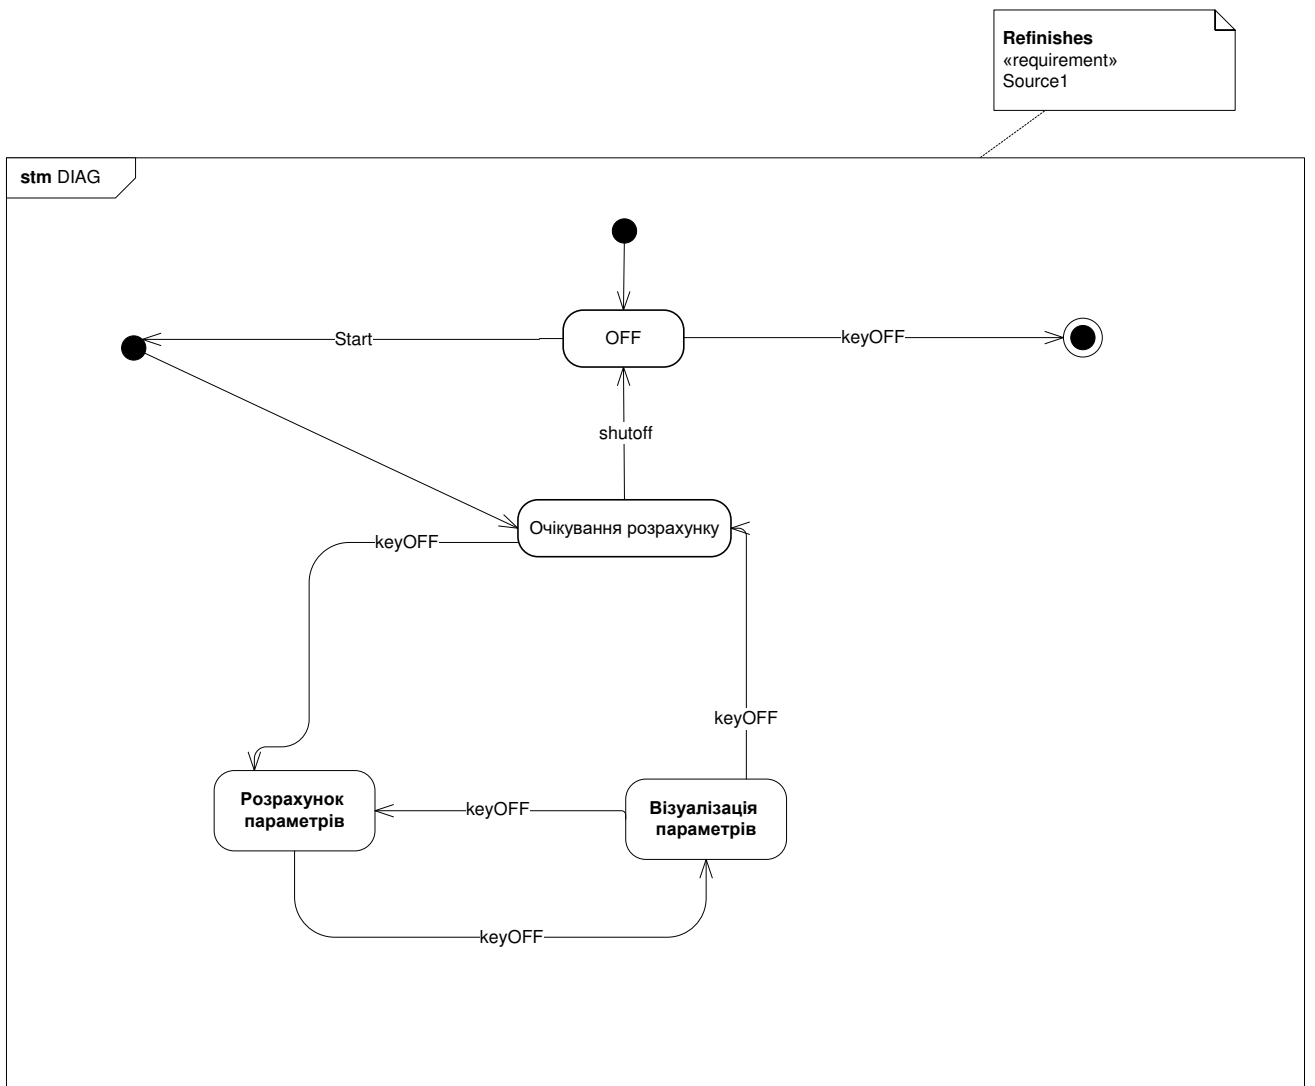 Refinishes
«requirement»
Source1
stm DIAG
Start
OFF
keyOFF
shutoff
Очікування розрахунку
keyOFF
keyOFF
Розрахунок
параметрів
keyOFF
Візуалізація
параметрів
keyOFF